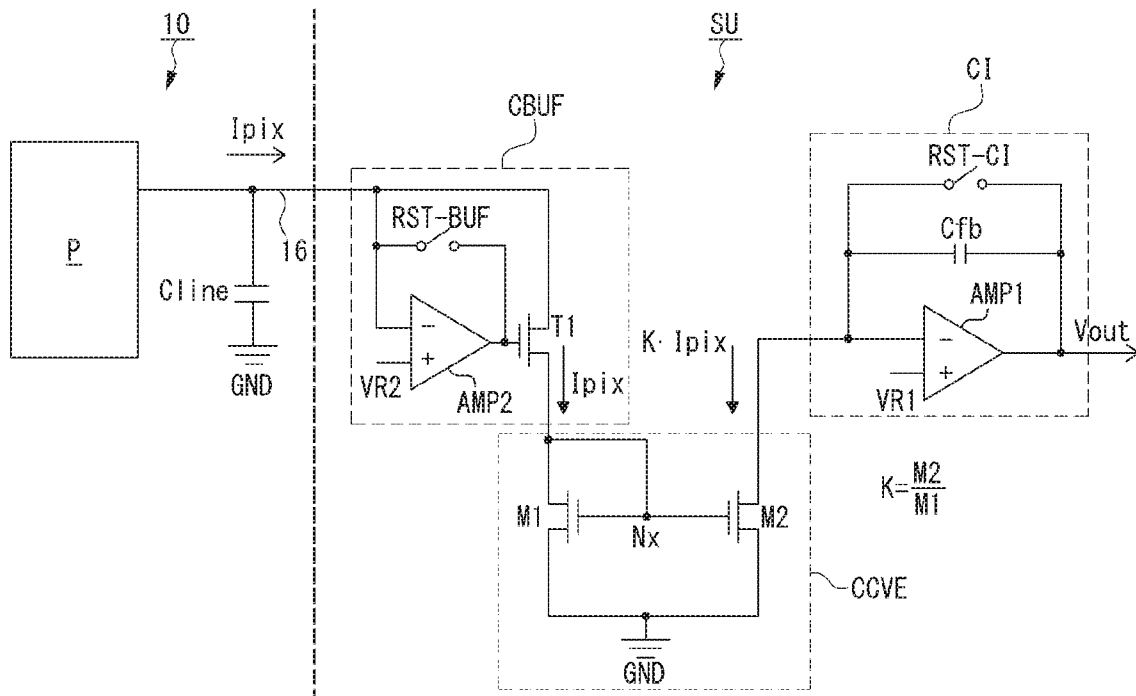 10
SU
CI
CBUF
Ipix
RST-CI
RST-BUF
Cfb
P
16
Cline
AMP1
T1
Vout
K·Ipix
VR2
Ipix
AMP2
VR1
GND
K=M2/M1
M1
M2
Nx
CCVE
GND